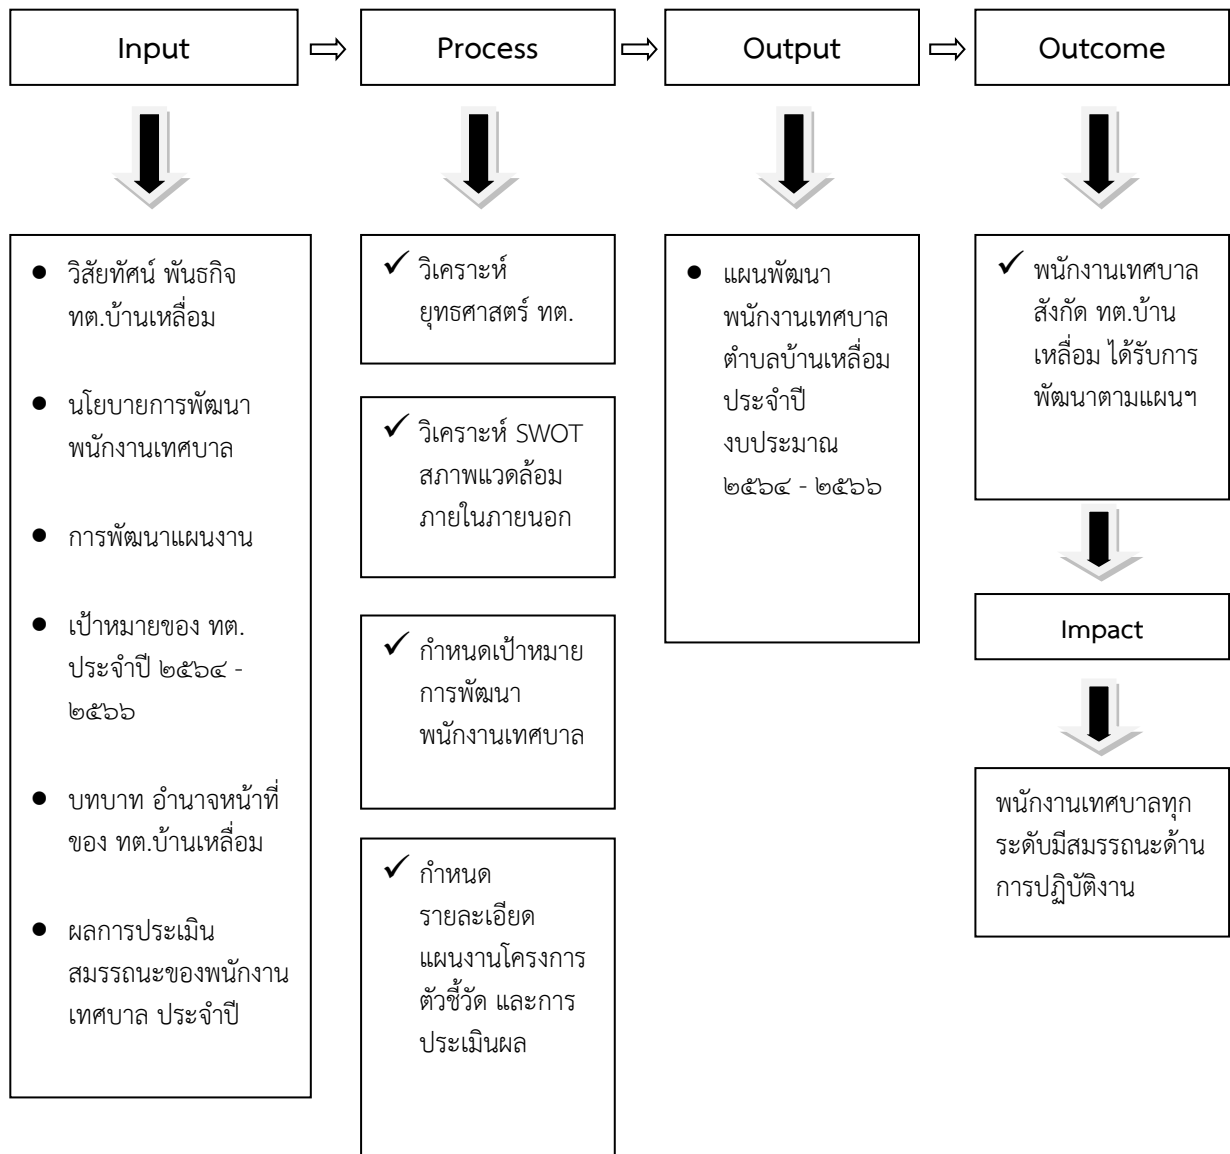 Input
Process
Output
Outcome
วิสัยทัศน์ พันธกิจ
ทต.บ้านเหลื่อม
นโยบายการพัฒนา
พนักงานเทศบาล
การพัฒนาแผนงาน
เป้าหมายของ ทต.
ประจำปี ๒๕๖๔ -
๒๕๖๖
บทบาท อำนาจหน้าที่
ของ ทต.บ้านเหลื่อม
ผลการประเมิน
สมรรถนะของพนักงาน
เทศบาล ประจำปี
วิเคราะห์
ยุทธศาสตร์ ทต.
วิเคราะห์ SWOT
สภาพแวดล้อม
ภายในภายนอก
กำหนดเป้าหมาย
การพัฒนา
พนักงานเทศบาล
กำหนด
รายละเอียด
แผนงานโครงการ
ตัวชี้วัด และการ
ประเมินผล
แผนพัฒนา
พนักงานเทศบาล
ตำบลบ้านเหลื่อม
ประจำปี
งบประมาณ
๒๕๖๔ - ๒๕๖๖
พนักงานเทศบาล
สังกัด ทต.บ้าน
เหลื่อม ได้รับการ
พัฒนาตามแผนฯ
Impact
พนักงานเทศบาลทุก
ระดับมีสมรรถนะด้าน
การปฏิบัติงาน